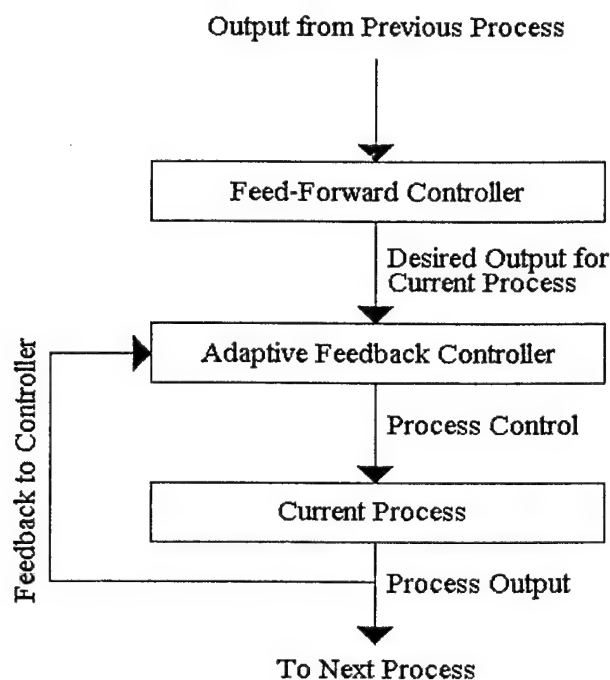 Output from Previous Process
Feed-Forward Controller
Desired Output for
Current Process
Adaptive Feedback Controller
Feedback to Controller
Process Control
Current Process
Process Output
To Next Process